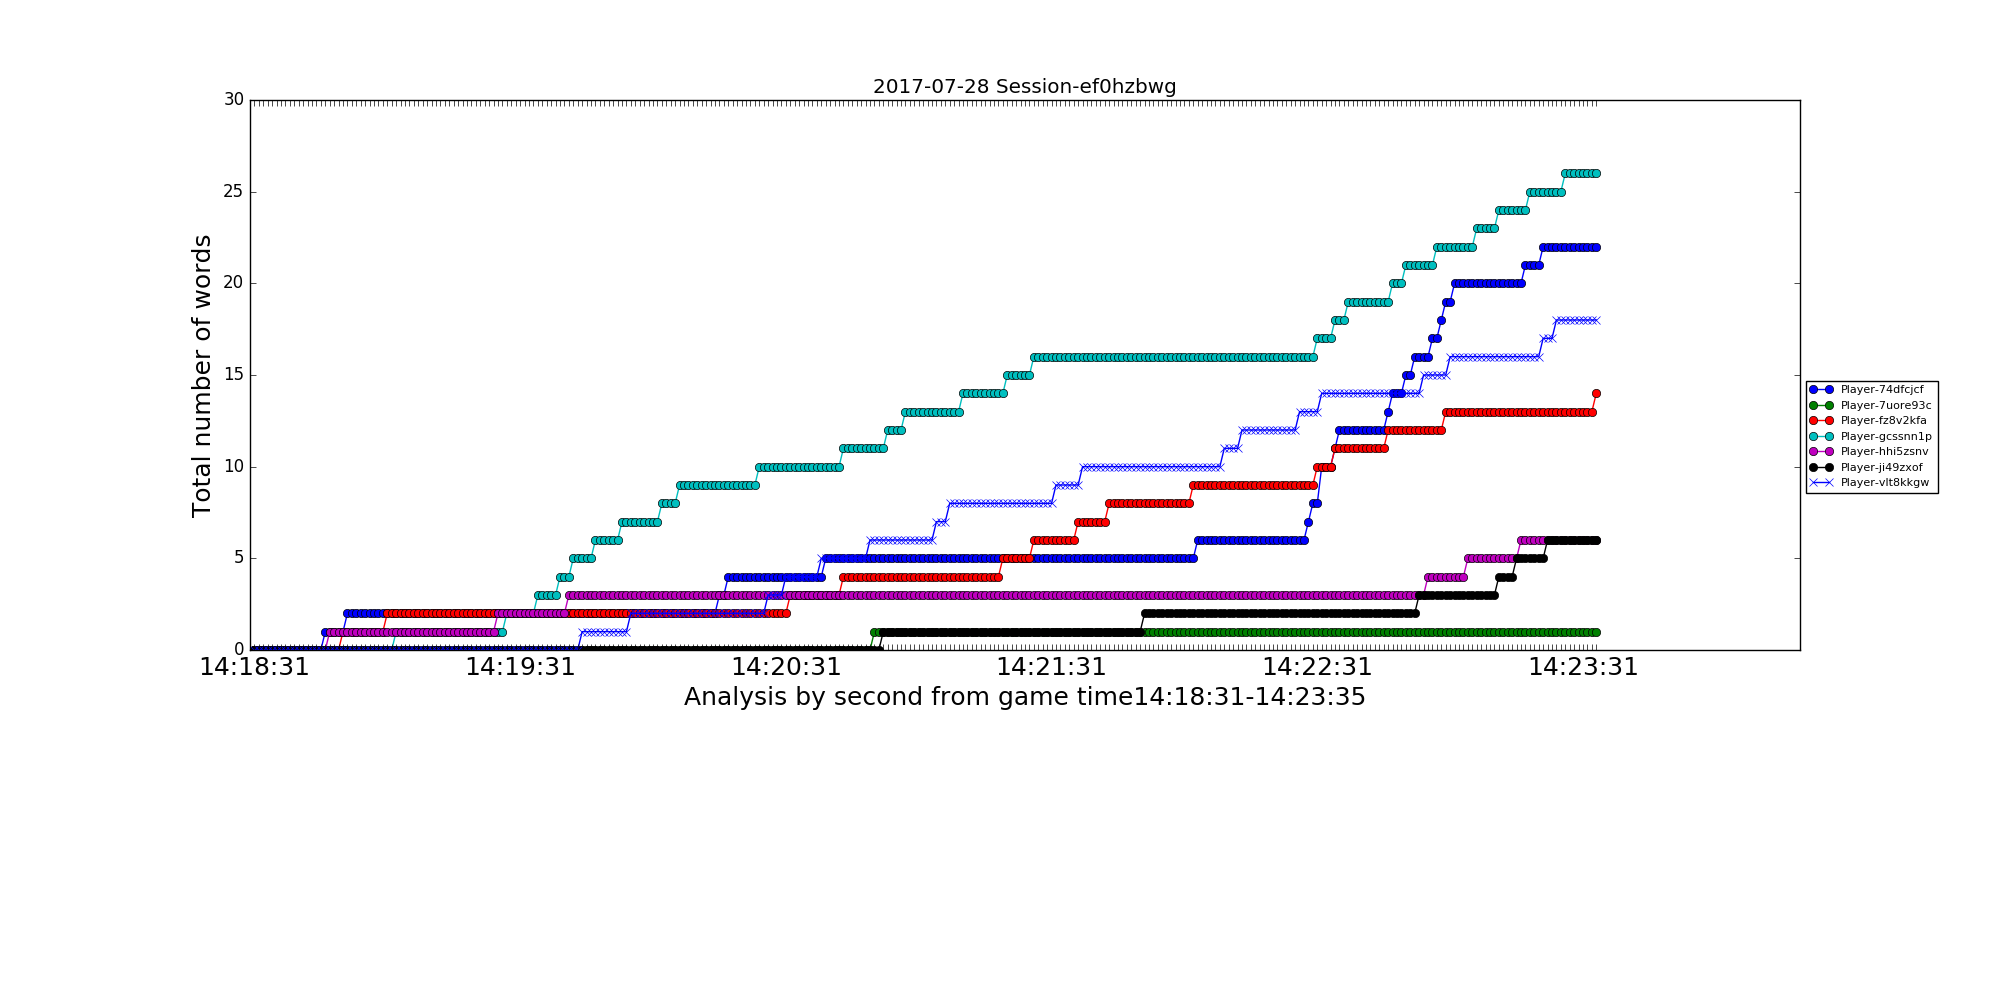 2017-07-28 Session-ef0hzbwg
30
25
20
15
10
5
0
Total number of words
14:18:31 14:19:31 14:20:31 14:21:31 14:22:31 14:23:31
Analysis by second from game time14:18:31-14:23:35
Player-74dfcjcf
Player-7uore93c
Player-fz8v2kfa
Player-gcssnn1p
Player-hhi5zsnv
Player-ji49zxof
Player-vlt8kkgw